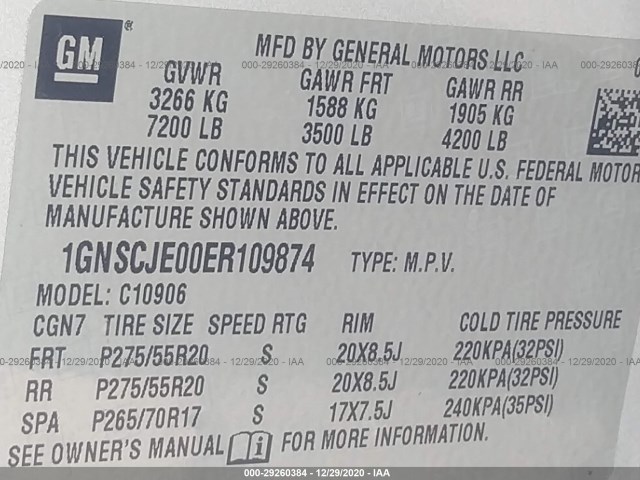 GM ®
MFD BY GENERAL MOTORS LLC
GVWR GAWR FRT GAWR RR
3266 KG 1588 KG 1905 KG
7200 LB 3500 LB 4200 LB
THIS VEHICLE CONFORMS TO ALL APPLICABLE U.S. FEDERAL MOTOR
VEHICLE SAFETY STANDARDS IN EFFECT ON THE DATE OF
MANUFACTURE SHOWN ABOVE.
1GNSCJE00ER109874 TYPE: M.P.V.
MODEL: C10906
CGN7 TIRE SIZE SPEED RTG RIM COLD TIRE PRESSURE
FRT P275/55R20 S 20X8.5J 220KPA(32PSI)
RR P275/55R20 S 20X8.5J 220KPA(32PSI)
SPA P265/70R17 S 17X7.5J 240KPA(35PSI)
SEE OWNER'S MANUAL i FOR MORE INFORMATION.
000-29260384 - 12/29/2020 - IAA